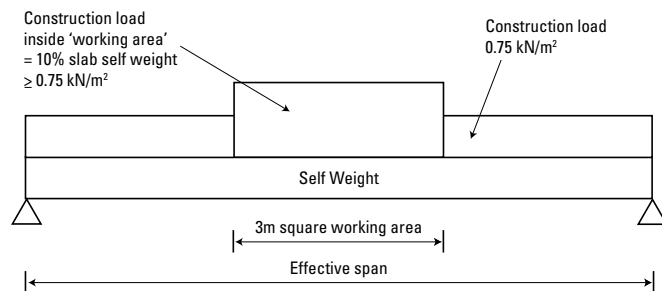 Construction load
inside ‘working area’
= 10% slab self weight
≥ 0.75 kN/m²
Construction load
0.75 kN/m²
Self Weight
3m square working area
Effective span